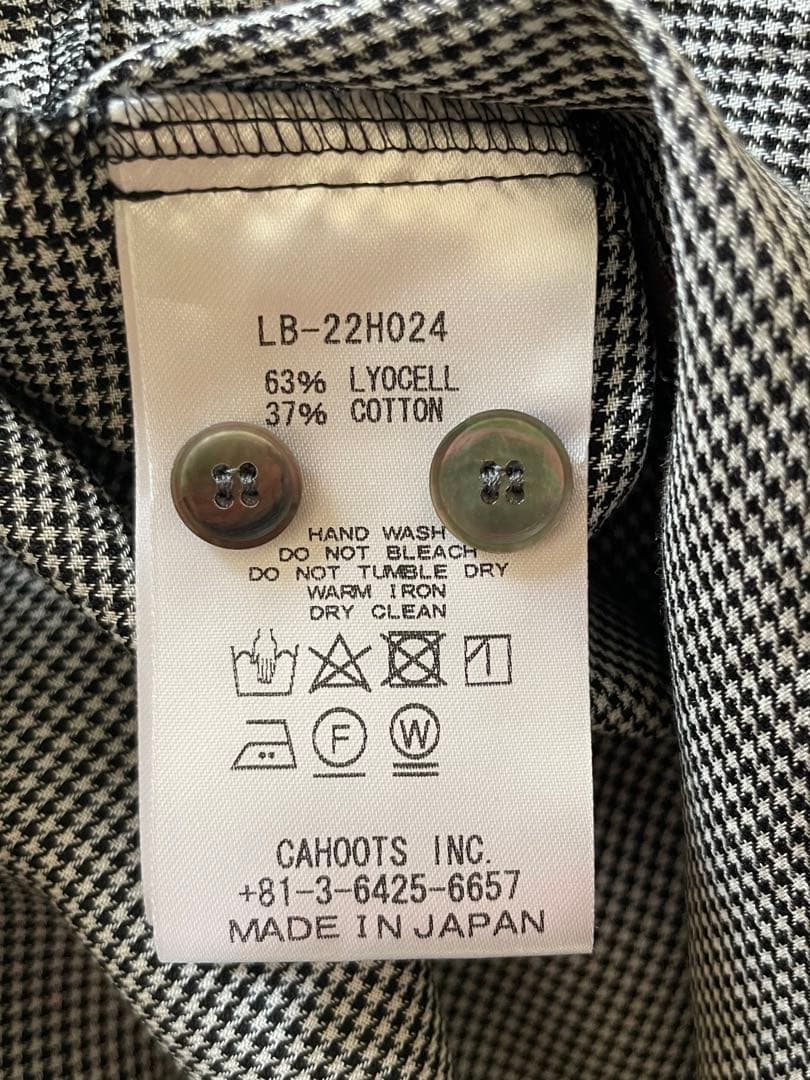 LB-22H024
63% LYOCELL
37% COTTON
HAND WASH
DO NOT BLEACH
DO NOT TUMBLE DRY
WARM IRON
DRY CLEAN
F W
CAHOOTS INC.
+81-3-6425-6657
MADE IN JAPAN